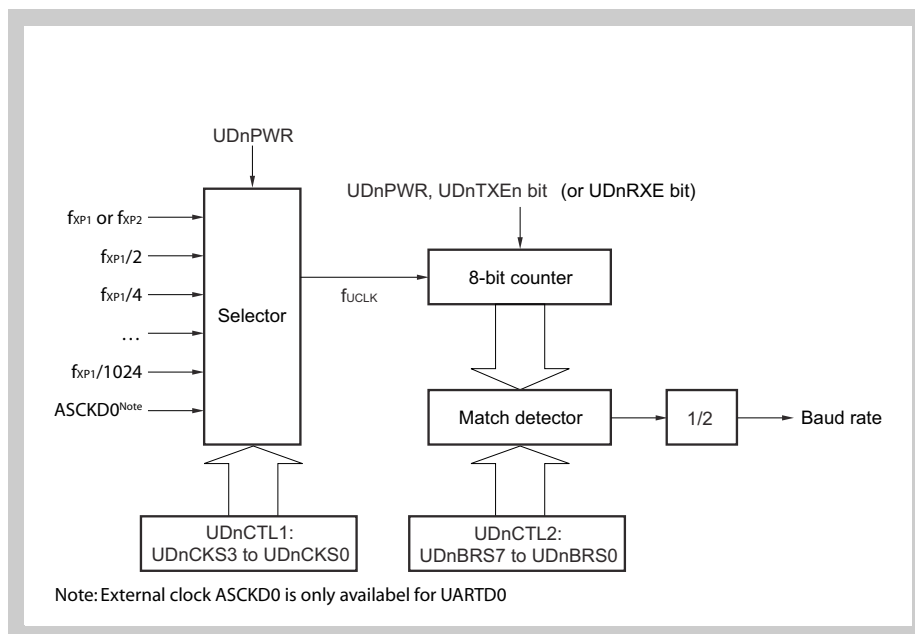 UDnPWR
UDnPWR, UDnTXEn bit (or UDnRXE bit)
fXP1 or fXP2
fXP1/2
fXP1/4
...
fXP1/1024
ASCKD0Note
Selector
fUCLK
8-bit counter
Match detector
1/2
Baud rate
UDnCTL1:
UDnCKS3 to UDnCKS0
UDnCTL2:
UDnBRS7 to UDnBRS0
Note: External clock ASCKD0 is only availabel for UARTD0